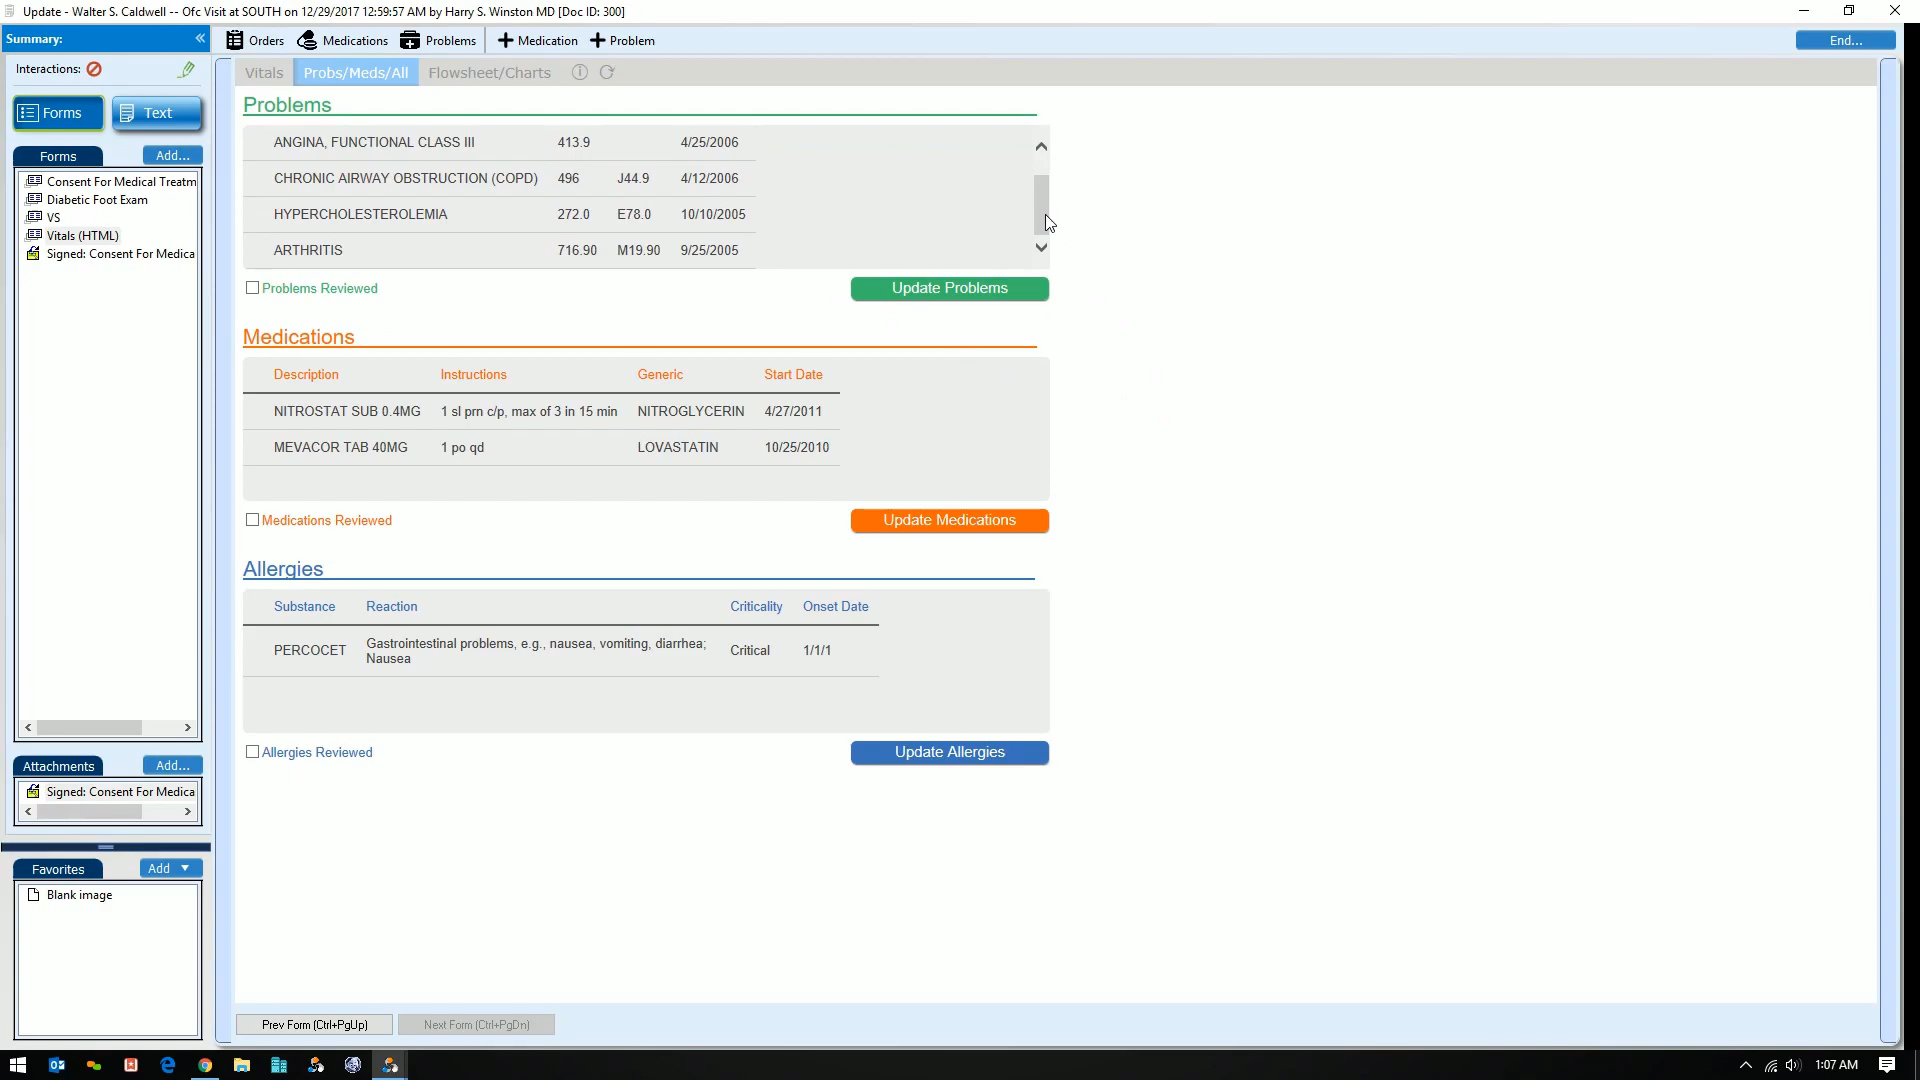 Update - Walter S. Caldwell -- Ofc Visit at SOUTH on 12/29/2017 12:59:57 AM by Harry S. Winston MD [Doc ID: 300]
Summary: «
Orders Medications Problems + Medication + Problem End...
Interactions:
Vitals Probs/Meds/All Flowsheet/Charts
Forms Text
Forms Add...
Consent For Medical Treatm
Diabetic Foot Exam
VS
Vitals (HTML)
Signed: Consent For Medica
Problems
ANGINA, FUNCTIONAL CLASS III 413.9 4/25/2006
CHRONIC AIRWAY OBSTRUCTION (COPD) 496 J44.9 4/12/2006
HYPERCHOLESTEROLEMIA 272.0 E78.0 10/10/2005
ARTHRITIS 716.90 M19.90 9/25/2005
Problems Reviewed Update Problems
Medications
Description Instructions Generic Start Date
NITROSTAT SUB 0.4MG 1 sl prn c/p, max of 3 in 15 min NITROGLYCERIN 4/27/2011
MEVACOR TAB 40MG 1 po qd LOVASTATIN 10/25/2010
Medications Reviewed Update Medications
Allergies
Substance Reaction Criticality Onset Date
PERCOCET Gastrointestinal problems, e.g., nausea, vomiting, diarrhea; Critical 1/1/1
Nausea
Allergies Reviewed Update Allergies
Attachments Add...
Signed: Consent For Medica
Favorites Add
Blank image
Prev Form (Ctrl+PgUp) Next Form (Ctrl+PgDn)
1:07 AM